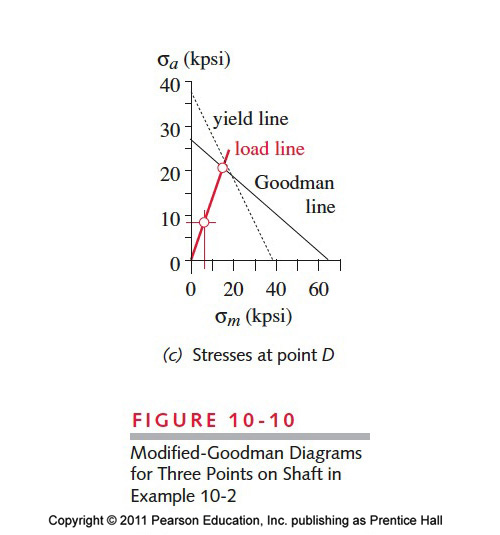 σa (kpsi)
40
yield line
30
load line
20
Goodman
line
10
0
0 20 40 60
σm (kpsi)
(c) Stresses at point D
FIGURE 10-10
Modified-Goodman Diagrams
for Three Points on Shaft in
Example 10-2
Copyright © 2011 Pearson Education, Inc. publishing as Prentice Hall